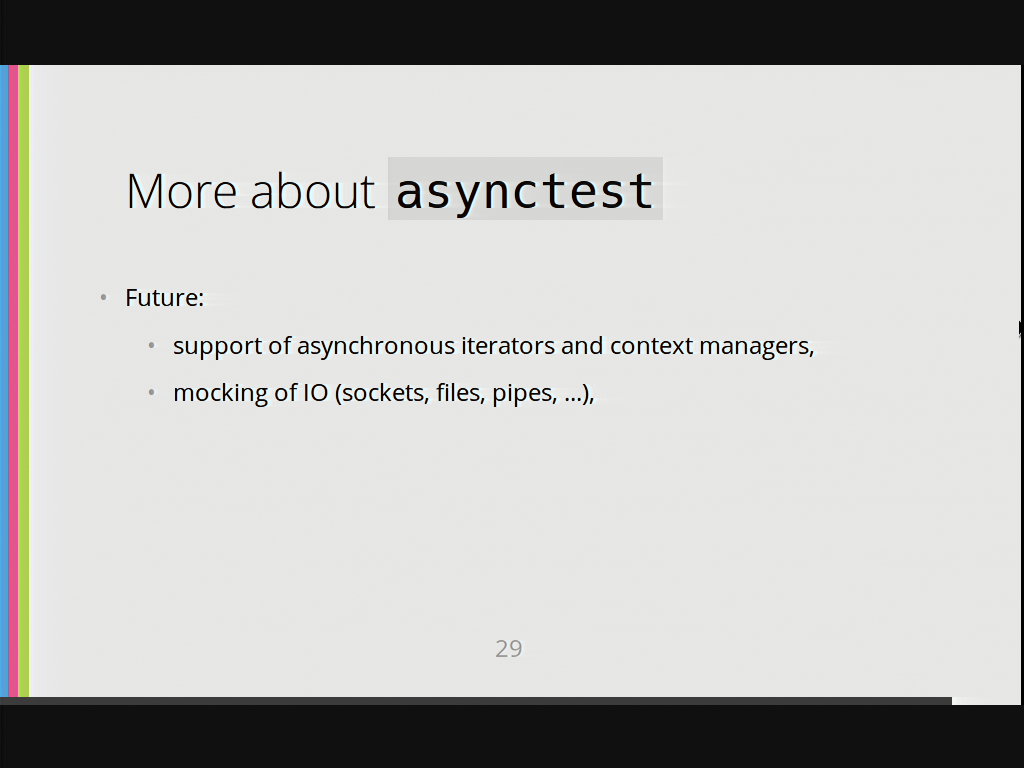 More about asynctest
• Future:
• support of asynchronous iterators and context managers,
• mocking of IO (sockets, files, pipes, ...),
29